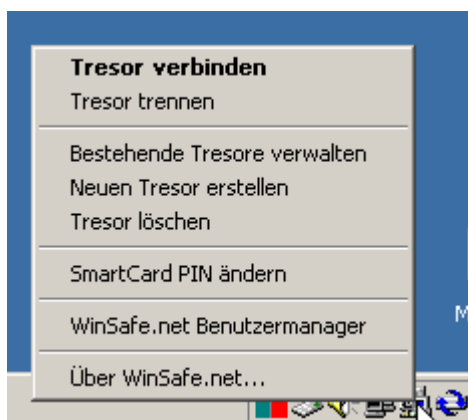 Tresor verbinden
Tresor trennen
Bestehende Tresore verwalten
Neuen Tresor erstellen
Tresor löschen
SmartCard PIN ändern
WinSafe.net Benutzermanager
Über WinSafe.net...
M